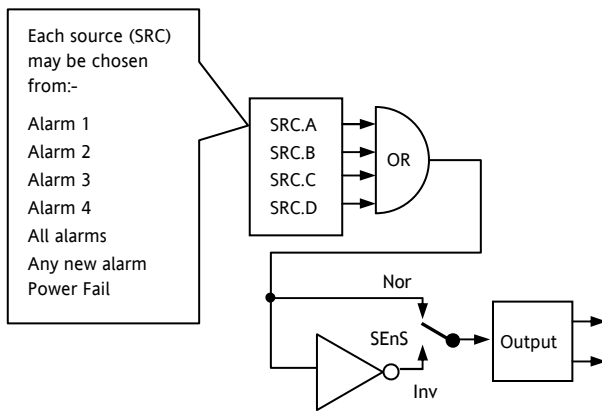 Each source (SRC)
may be chosen
from:-
Alarm 1
Alarm 2
Alarm 3
Alarm 4
All alarms
Any new alarm
Power Fail
SRC.A
SRC.B
SRC.C
SRC.D
OR
Nor
SEnS
Inv
Output